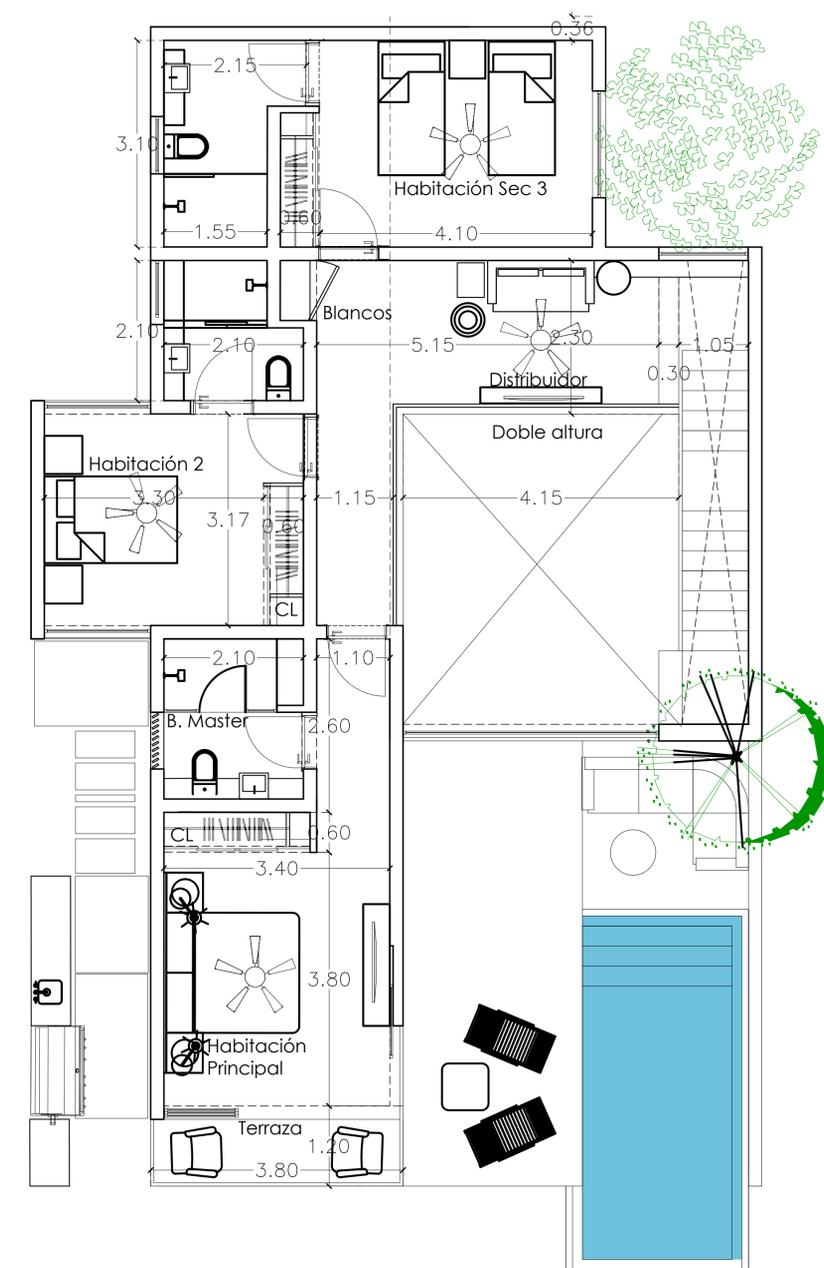 0.36
2.15
3.10
Habitación Sec 3
0.60
1.55
4.10
Blancos
2.10
2.10
5.15
2.30
1.05
0.30
Distribuidor
Doble altura
Habitación 2
3.30
1.15
4.15
3.17
0.60
CL
2.10
1.10
B. Master
2.60
CL
0.60
3.40
3.80
Habitación
Principal
Terraza
1.20
3.80